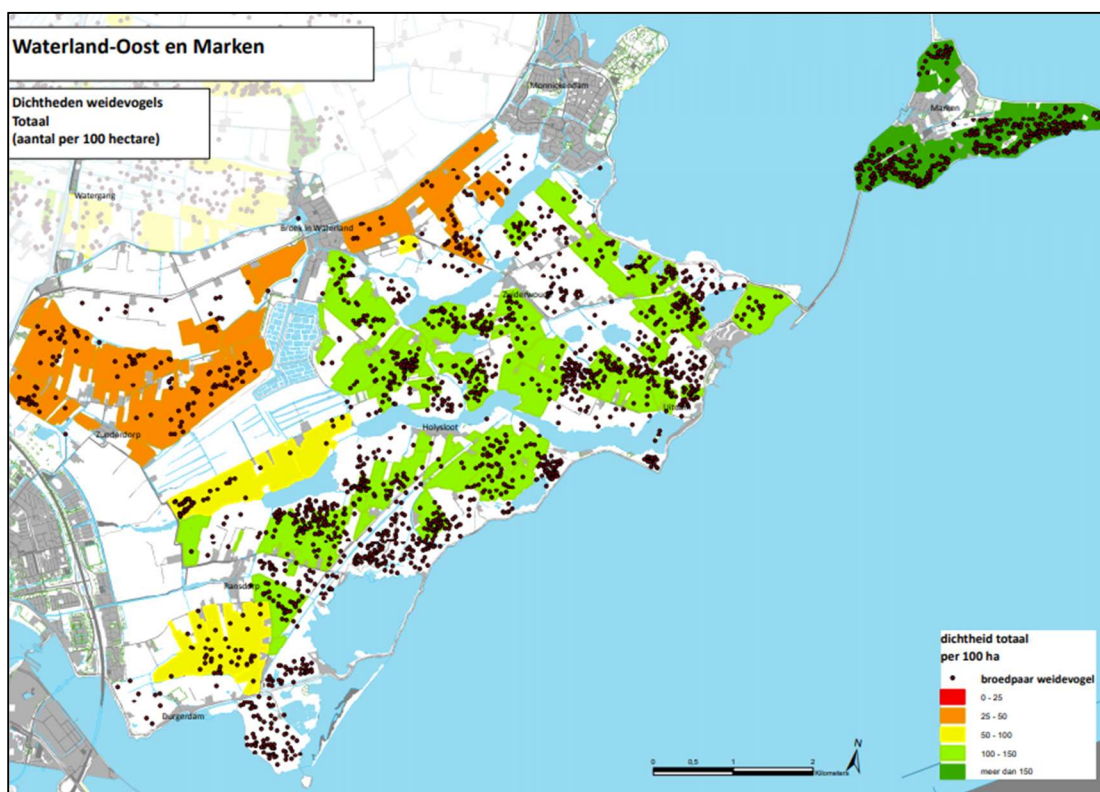 Waterland-Oost en Marken
Dichtheden weidevogels
Totaal
(aantal per 100 hectare)
Monnickendam
Marken
Watergang
Broek in Waterland
Zuiderwoude
Uitdam
Zunderdorp
Holysloot
Ransdorp
Durgerdam
dichtheid totaal
per 100 ha
broedpaar weidevogel
0 - 25
25 - 50
50 - 100
100 - 150
meer dan 150
N
0 0,5 1 2
Kilometers